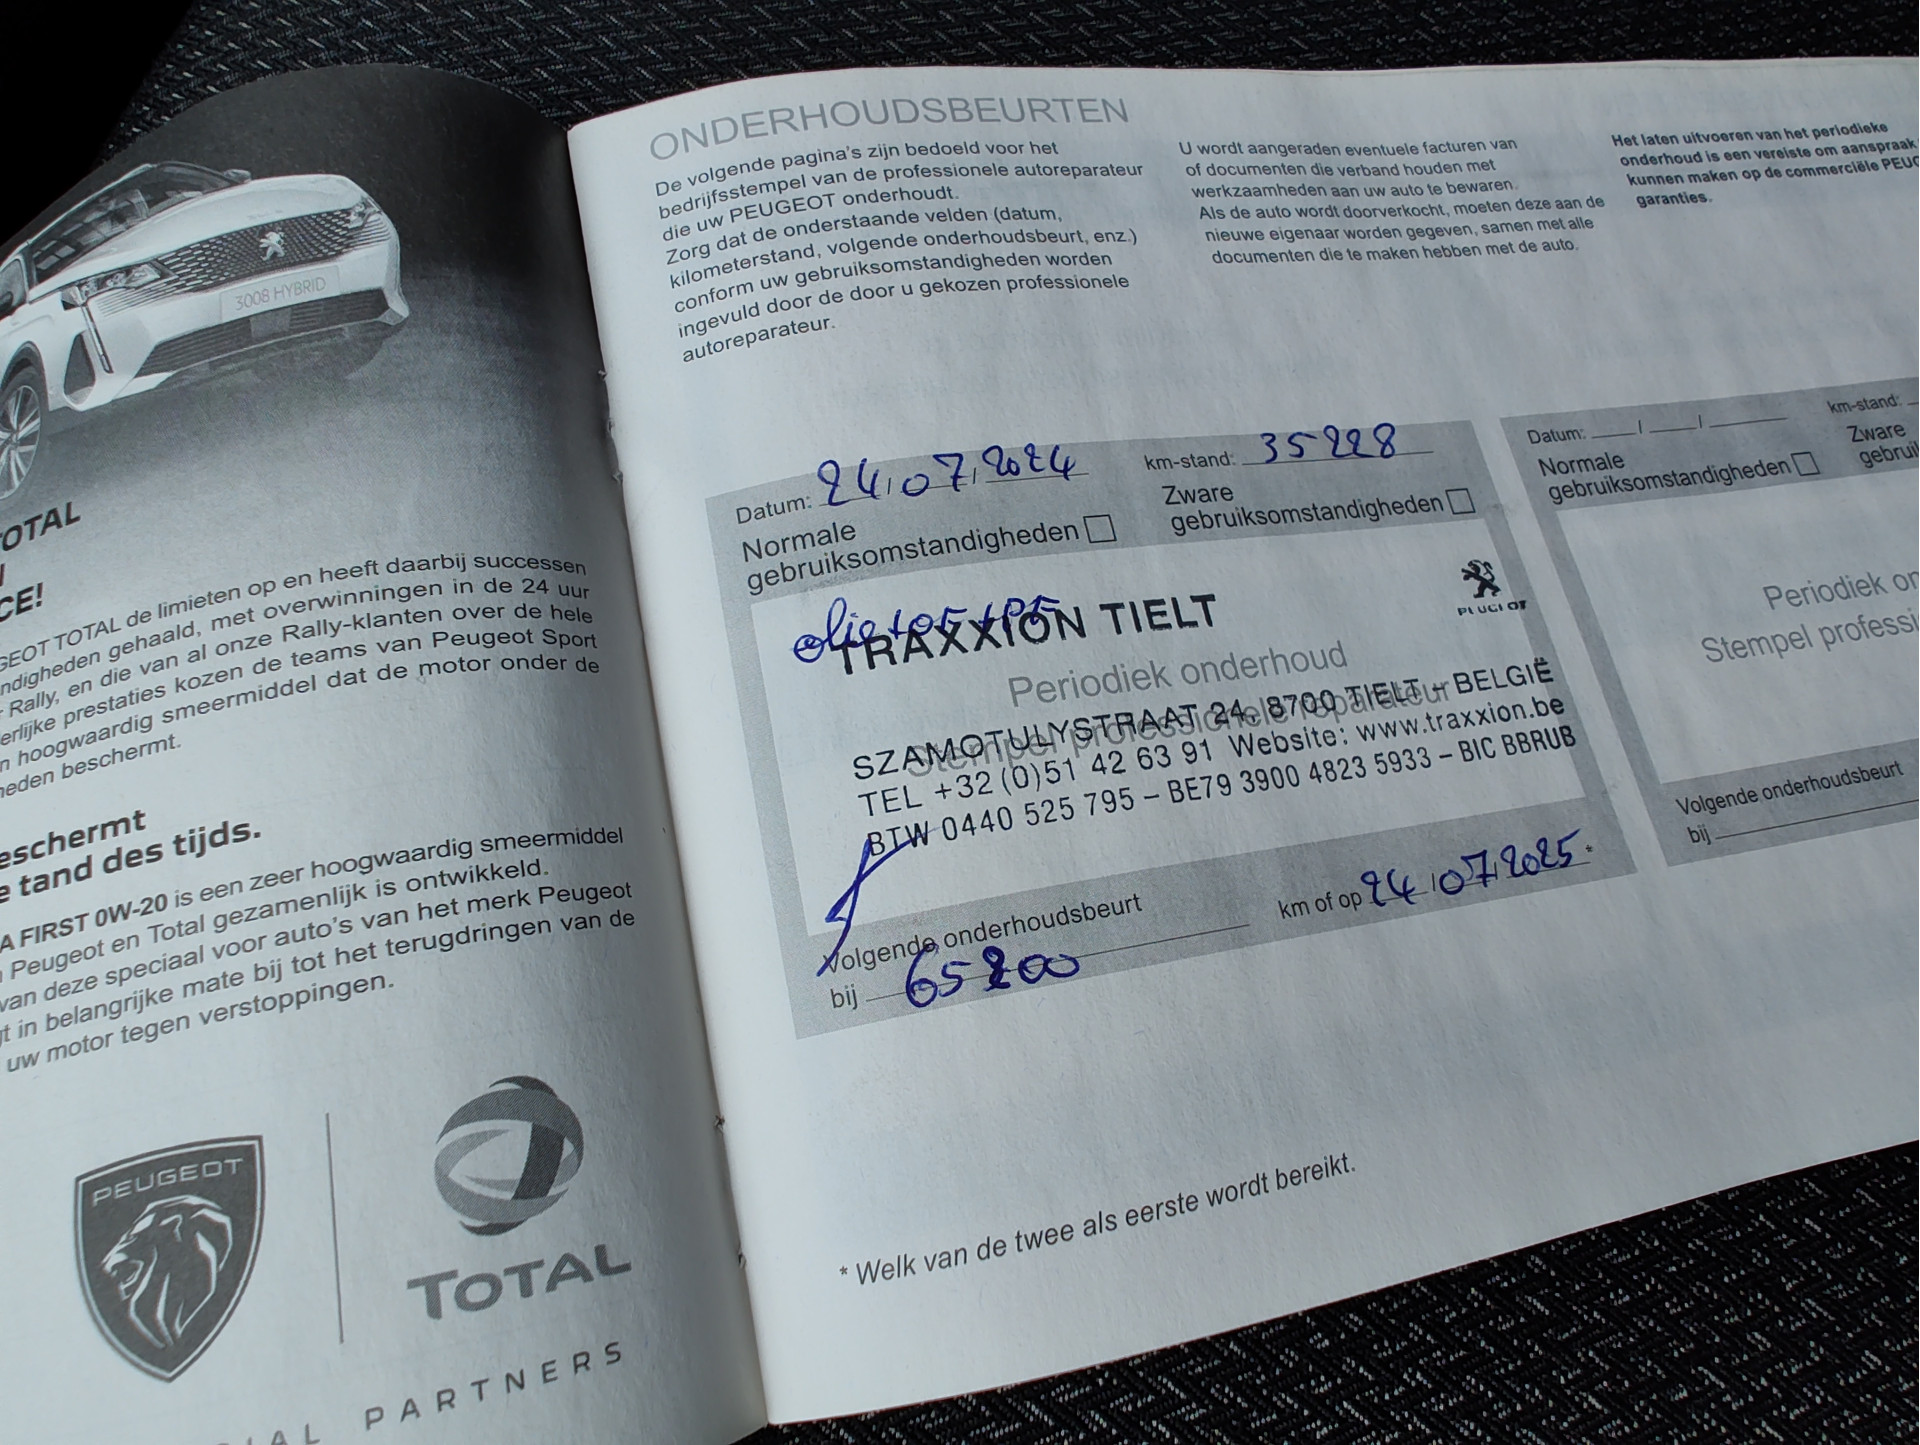 3008 HYBRID
TOTAL
CE!
GEOT TOTAL de limieten op en heeft daarbij successen
gehaald, met overwinningen in de 24 uur
Rally, en die van al onze Rally-klanten over de hele
prestaties kozen de teams van Peugeot Sport
hoogwaardig smeermiddel dat de motor onder de
beschermt.
eschermt
e tand des tijds.
A FIRST 0W-20 is een zeer hoogwaardig smeermiddel
Peugeot en Total gezamenlijk is ontwikkeld.
van deze speciaal voor auto's van het merk Peugeot
gt in belangrijke mate bij tot het terugdringen van de
uw motor tegen verstoppingen.
PEUGEOT
TOTAL
IAL PARTNERS
ONDERHOUDSBEURTEN
De volgende pagina's zijn bedoeld voor het
bedrijfsstempel van de professionele autoreparateur
die uw PEUGEOT onderhoudt.
Zorg dat de onderstaande velden (datum,
kilometerstand, volgende onderhoudsbeurt, enz.)
conform uw gebruiksomstandigheden worden
ingevuld door de door u gekozen professionele
autoreparateur.
U wordt aangeraden eventuele facturen van
of documenten die verband houden met
werkzaamheden aan uw auto te bewaren.
Als de auto wordt doorverkocht, moeten deze aan de
nieuwe eigenaar worden gegeven, samen met alle
documenten die te maken hebben met de auto.
Het laten uitvoeren van het periodieke
onderhoud is een vereiste om aanspraak
kunnen maken op de commerciële PEUG
garanties.
Datum: 24/07/2024 km-stand: 35228
Normale
gebruiksomstandigheden
Zware
gebruiksomstandigheden
olie+
TRAXXION TIELT
PEUGEOT
Periodiek onderhoud
Stempel professionele reparateur
SZAMOTULYSTRAAT 24, 8700 TIELT – BELGIË
TEL +32 (0)51 42 63 91 Website: www.traxxion.be
BTW 0440 525 795 – BE79 3900 4823 5933 – BIC BBRUB
Volgende onderhoudsbeurt
bij 65200 km of op 24/07/2025 *
Datum: / / km-stand:
Normale
gebruiksomstandigheden
Zware
gebruik
Periodiek on
Stempel professi
Volgende onderhoudsbeurt
bij
* Welk van de twee als eerste wordt bereikt.